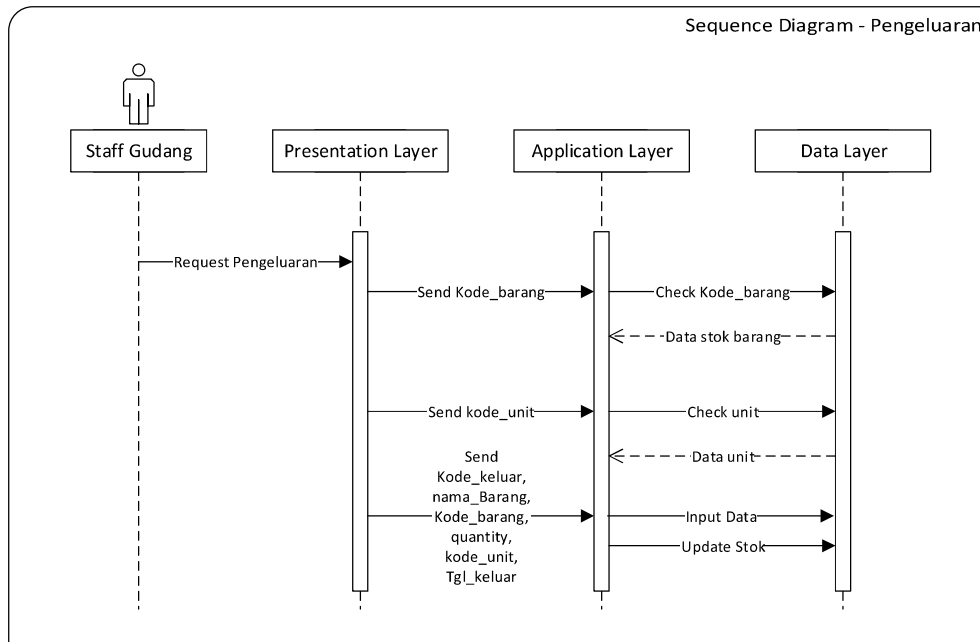 Sequence Diagram - Pengeluaran
Staff Gudang
Presentation Layer
Application Layer
Data Layer
Request Pengeluaran
Send Kode_barang
Check Kode_barang
Data stok barang
Send kode_unit
Check unit
Data unit
Send
Kode_keluar,
nama_Barang,
Kode_barang,
quantity,
kode_unit,
Tgl_keluar
Input Data
Update Stok